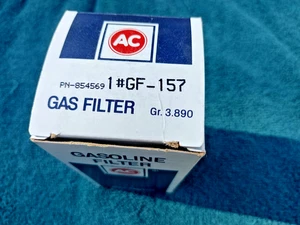 AC
PN-854569 1#GF-157
GAS FILTER Gr. 3.890
GASOLINE
FILTER